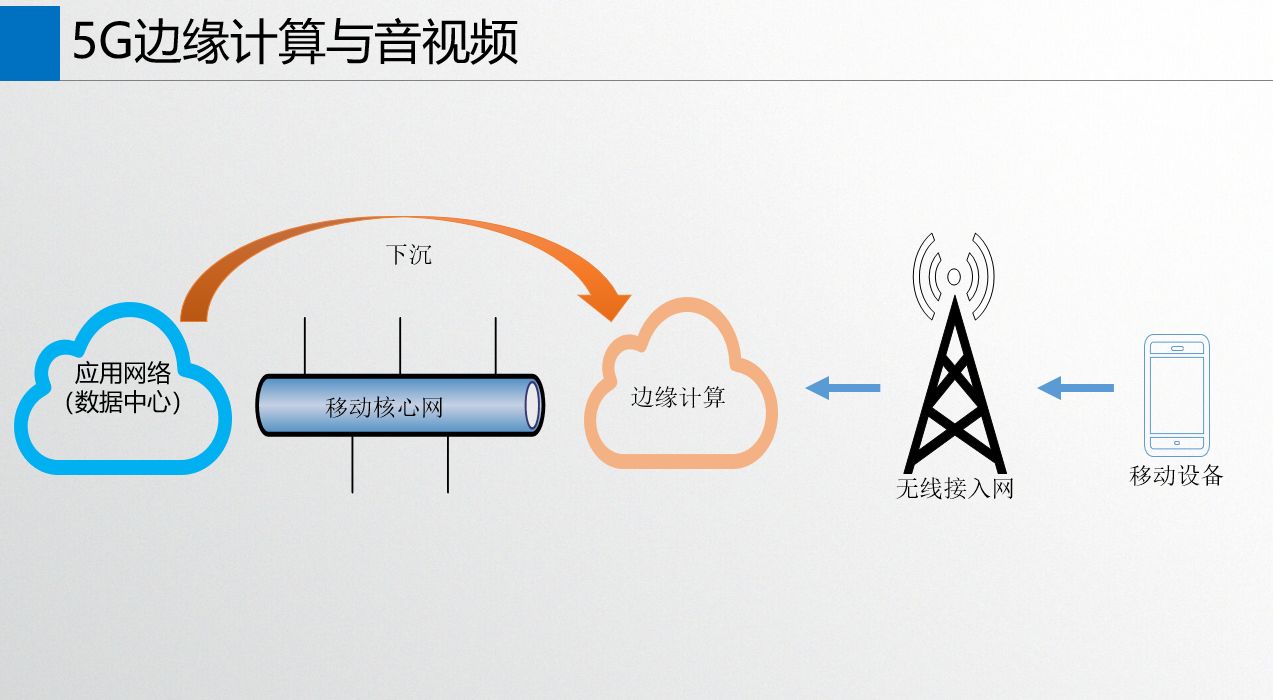 5G边缘计算与音视频
下沉
应用网络
(数据中心)
移动核心网
边缘计算
无线接入网
移动设备